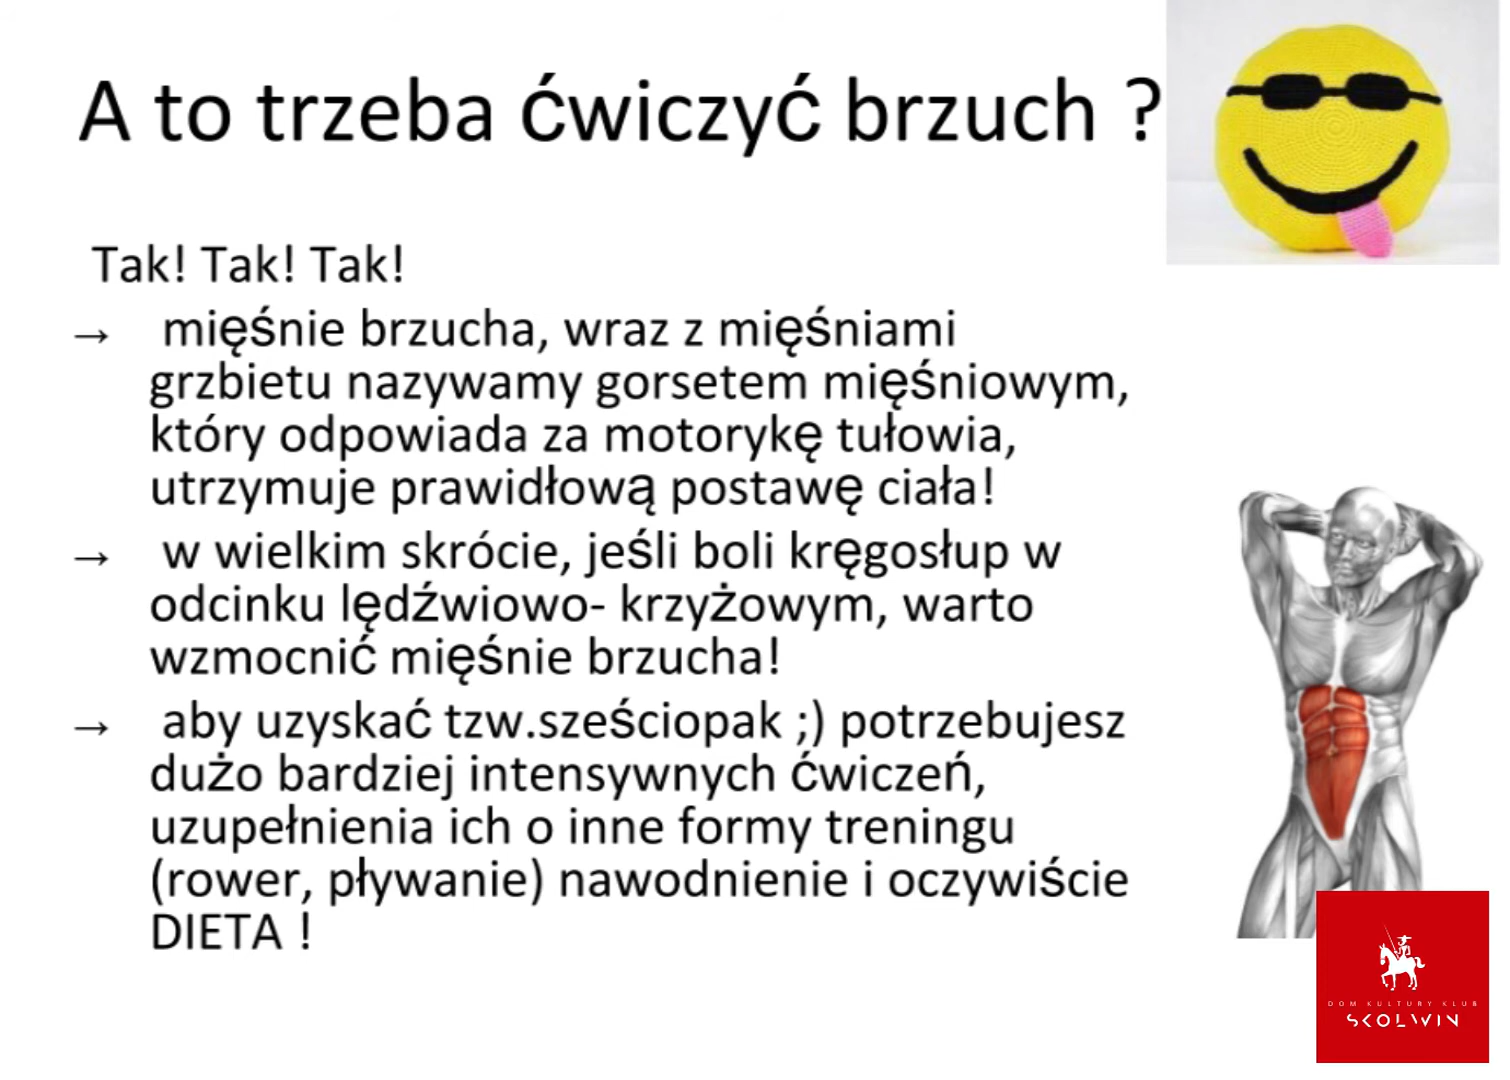 A to trzeba ćwiczyć brzuch ?
Tak! Tak! Tak!
→ mięśnie brzucha, wraz z mięśniami
grzbietu nazywamy gorsetem mięśniowym,
który odpowiada za motorykę tułowia,
utrzymuje prawidłową postawę ciała!
→ w wielkim skrócie, jeśli boli kręgosłup w
odcinku lędźwiowo- krzyżowym, warto
wzmocnić mięśnie brzucha!
→ aby uzyskać tzw.sześciopak ;) potrzebujesz
dużo bardziej intensywnych ćwiczeń,
uzupełnienia ich o inne formy treningu
(rower, pływanie) nawodnienie i oczywiście
DIETA !
DOM KULTURY KLUB
SKOLWIN